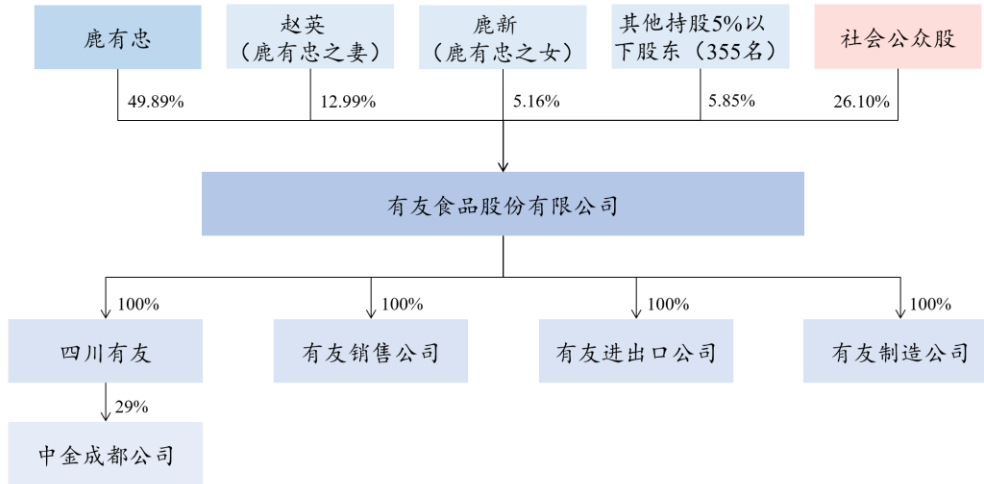 鹿有忠
赵英
（鹿有忠之妻）
鹿新
（鹿有忠之女）
其他持股5%以
下股东（355名）
社会公众股
49.89%
12.99%
5.16%
5.85%
26.10%
有友食品股份有限公司
100%
100%
100%
100%
四川有友
有友销售公司
有友进出口公司
有友制造公司
29%
中金成都公司